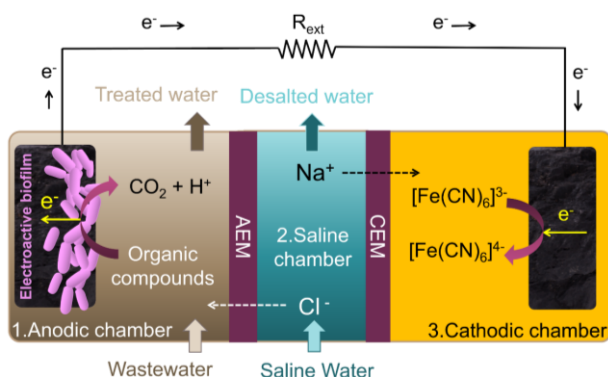 e⁻
R_ext
e⁻
e⁻
e⁻
Treated water
Desalted water
Electroactive biofilm
e⁻
CO₂ + H⁺
Organic
compounds
1.Anodic chamber
AEM
Na⁺
2.Saline
chamber
Cl⁻
CEM
[Fe(CN)₆]³⁻
[Fe(CN)₆]⁴⁻
e⁻
3.Cathodic chamber
Wastewater
Saline Water